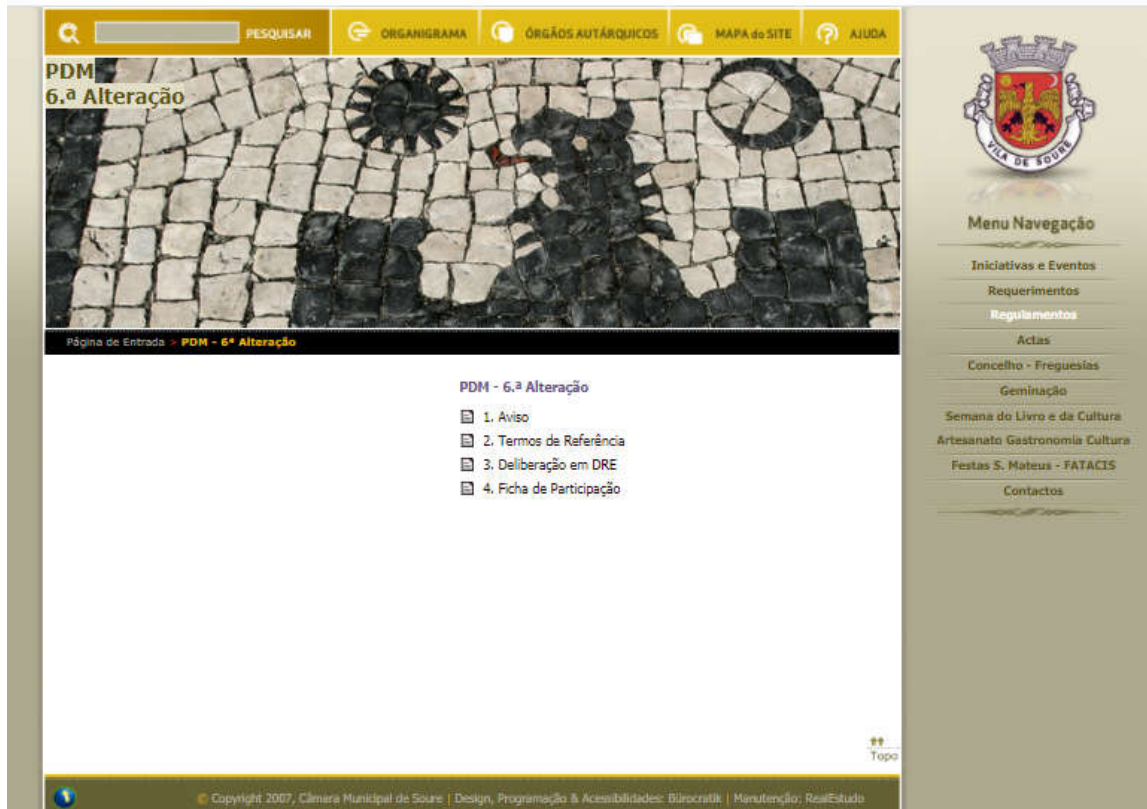 PESQUISAR
ORGANIGRAMA
ÓRGÃOS AUTÁRQUICOS
MAPA do SITE
AJUDA
PDM
6.ª Alteração
Página de Entrada > PDM - 6ª Alteração
PDM - 6.ª Alteração
1. Aviso
2. Termos de Referência
3. Deliberação em DRE
4. Ficha de Participação
Topo
© Copyright 2007, Câmara Municipal de Soure | Design, Programação & Acessibilidades: Bürocratik | Manutenção: RealEstudo
VILA DE SOURE
Menu Navegação
Iniciativas e Eventos
Requerimentos
Regulamentos
Actas
Concelho - Freguesias
Geminação
Semana do Livro e da Cultura
Artesanato Gastronomia Cultura
Festas S. Mateus - FATACIS
Contactos